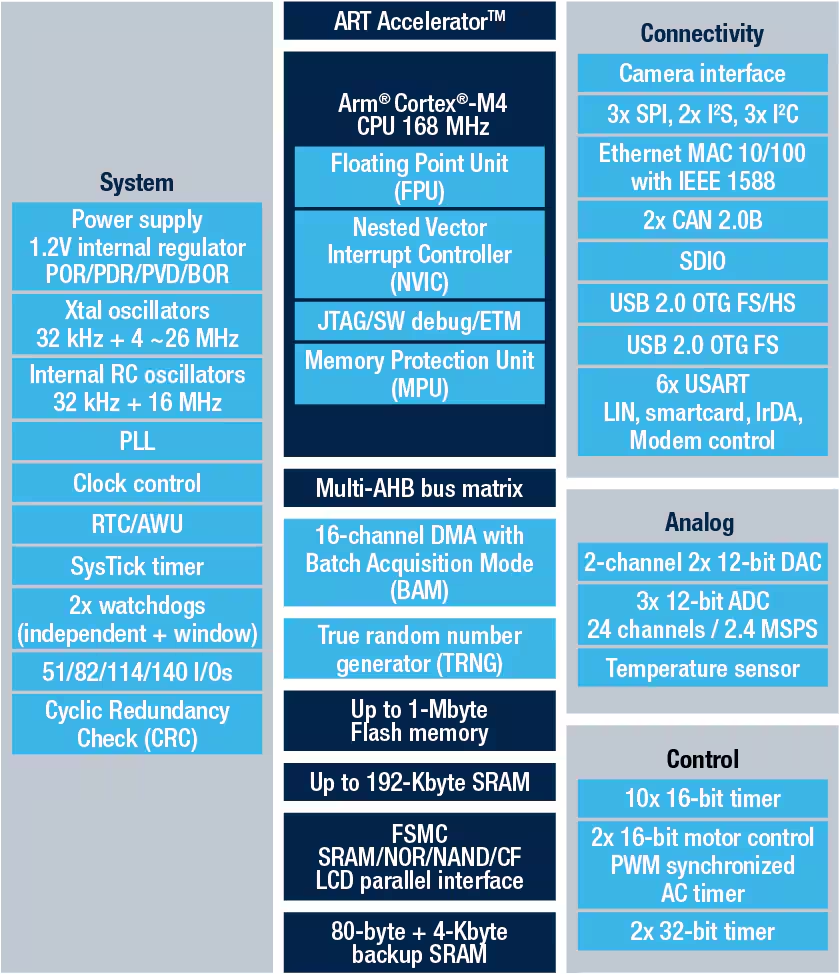 System
Power supply
1.2V internal regulator
POR/PDR/PVD/BOR
Xtal oscillators
32 kHz + 4 ~26 MHz
Internal RC oscillators
32 kHz + 16 MHz
PLL
Clock control
RTC/AWU
SysTick timer
2x watchdogs
(independent + window)
51/82/114/140 I/Os
Cyclic Redundancy
Check (CRC)
ART Accelerator™
Arm® Cortex®-M4
CPU 168 MHz
Floating Point Unit
(FPU)
Nested Vector
Interrupt Controller
(NVIC)
JTAG/SW debug/ETM
Memory Protection Unit
(MPU)
Multi-AHB bus matrix
16-channel DMA with
Batch Acquisition Mode
(BAM)
True random number
generator (TRNG)
Up to 1-Mbyte
Flash memory
Up to 192-Kbyte SRAM
FSMC
SRAM/NOR/NAND/CF
LCD parallel interface
80-byte + 4-Kbyte
backup SRAM
Connectivity
Camera interface
3x SPI, 2x I²S, 3x I²C
Ethernet MAC 10/100
with IEEE 1588
2x CAN 2.0B
SDIO
USB 2.0 OTG FS/HS
USB 2.0 OTG FS
6x USART
LIN, smartcard, IrDA,
Modem control
Analog
2-channel 2x 12-bit DAC
3x 12-bit ADC
24 channels / 2.4 MSPS
Temperature sensor
Control
10x 16-bit timer
2x 16-bit motor control
PWM synchronized
AC timer
2x 32-bit timer